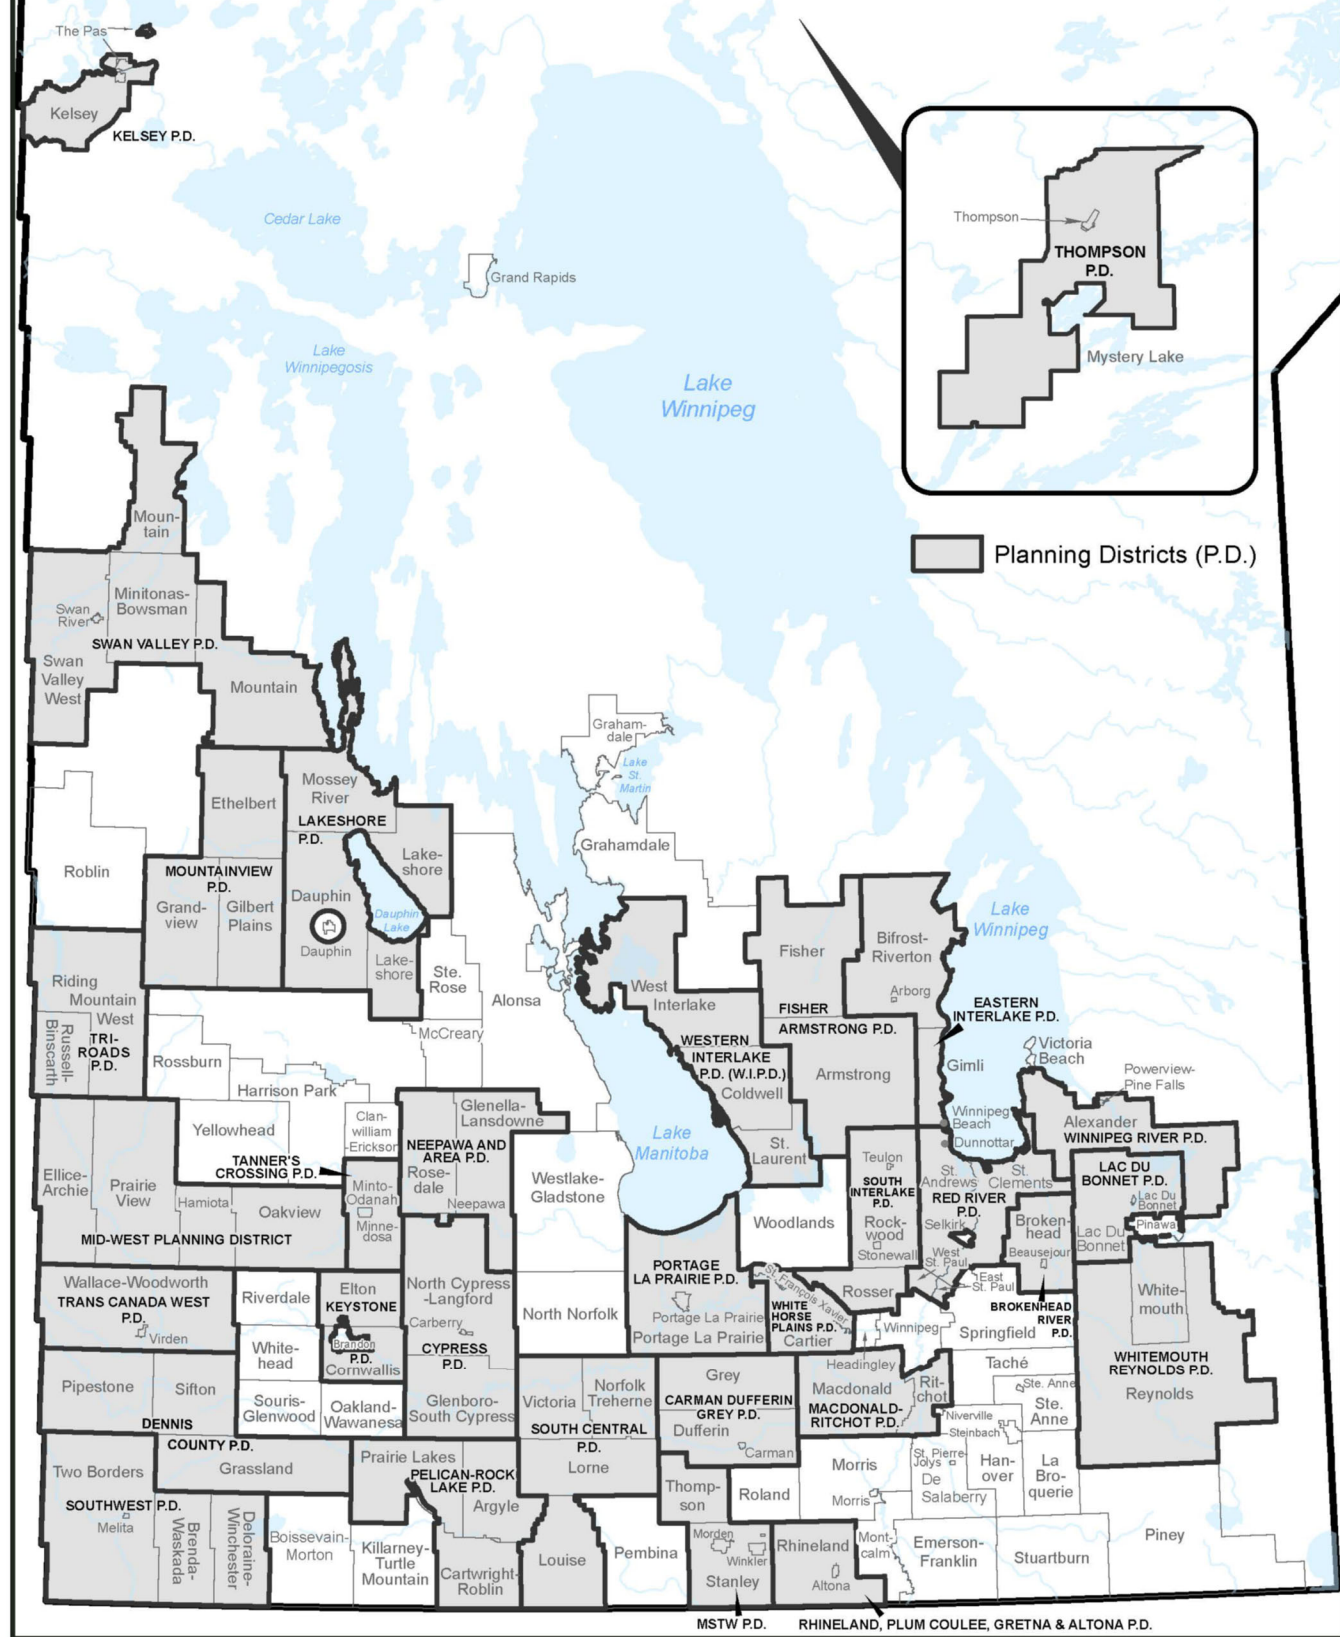 The Pas
Kelsey
KELSEY P.D.
Cedar Lake
Grand Rapids
Lake
Winnipegosis
Lake
Winnipeg
Thompson
THOMPSON
P.D.
Mystery Lake
Planning Districts (P.D.)
Moun-
tain
Minitonas-
Bowsman
Swan
River
SWAN VALLEY P.D.
Swan
Valley
West
Mountain
Graham-
dale
Lake
St.
Martin
Grahamdale
Mossey
River
Ethelbert
LAKESHORE
P.D.
Lake-
shore
Roblin
MOUNTAINVIEW
P.D.
Grand-
view
Gilbert
Plains
Dauphin
Dauphin
Lake
Dauphin
Lake-
shore
Ste.
Rose
Alonsa
McCreary
Riding
Mountain
West
Russell-
Binscarth
TRI-
ROADS
P.D.
Rossburn
Harrison Park
Yellowhead
Clan-
william
-Erickson
West
Interlake
WESTERN
INTERLAKE
P.D. (W.I.P.D.)
Coldwell
St.
Laurent
Lake
Manitoba
Fisher
FISHER
ARMSTRONG P.D.
Armstrong
Bifrost-
Riverton
Arborg
Lake
Winnipeg
EASTERN
INTERLAKE P.D.
Gimli
Winnipeg
Beach
Dunnottar
Victoria
Beach
Powerview-
Pine Falls
Alexander
WINNIPEG RIVER P.D.
LAC DU
BONNET P.D.
Lac Du
Bonnet
Pinawa
Lac Du
Bonnet
Ellice-
Archie
Prairie
View
Hamiota
Oakview
MID-WEST PLANNING DISTRICT
TANNER'S
CROSSING P.D.
Minto-
Odanah
Minne-
dosa
Glenella-
Lansdowne
NEEPAWA AND
AREA P.D.
Rose-
dale
Neepawa
Westlake-
Gladstone
Woodlands
Teulon
SOUTH
INTERLAKE
P.D.
Rock-
wood
Stonewall
Rosser
St.
Andrews
St.
Clements
RED RIVER
P.D.
Selkirk
West
St. Paul
East
St. Paul
Broken-
head
Beausejour
BROKENHEAD
RIVER
P.D.
White-
mouth
WHITEMOUTH
REYNOLDS P.D.
Reynolds
Wallace-Woodworth
TRANS CANADA WEST
P.D.
Virden
Riverdale
White-
head
Elton
KEYSTONE
Brandon
P.D.
Cornwallis
North Cypress
-Langford
Carberry
CYPRESS
P.D.
Glenboro-
South Cypress
North Norfolk
PORTAGE
LA PRAIRIE P.D.
Portage La Prairie
Portage La Prairie
St. François Xavier
WHITE
HORSE
PLAINS P.D.
Cartier
Headingley
Winnipeg
Springfield
Taché
Ste. Anne
Ste.
Anne
Pipestone
Sifton
DENNIS
COUNTY P.D.
Grassland
Souris-
Glenwood
Oakland-
Wawanesa
Victoria
Norfolk
Treherne
SOUTH CENTRAL
P.D.
Lorne
Grey
CARMAN DUFFERIN
GREY P.D.
Dufferin
Carman
Macdonald
MACDONALD-
RITCHOT P.D.
Rit-
chot
Niverville
Steinbach
St. Pierre-
Jolys
De
Salaberry
Han-
over
La
Bro-
querie
Two Borders
SOUTHWEST P.D.
Melita
Brenda-
Waskada
Deloraine-
Winchester
Boissevain-
Morton
Prairie Lakes
PELICAN-ROCK
LAKE P.D.
Argyle
Killarney-
Turtle
Mountain
Cartwright-
Roblin
Louise
Pembina
Thomp-
son
Roland
Morris
Morris
Morden
Winkler
Stanley
MSTW P.D.
Rhineland
Altona
RHINELAND, PLUM COULEE, GRETNA & ALTONA P.D.
Mont-
calm
Emerson-
Franklin
Stuartburn
Piney